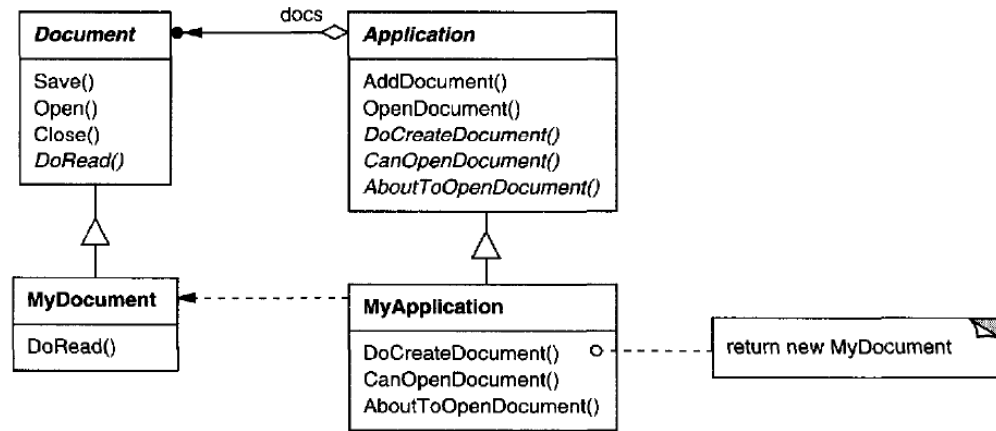 docs
Document
Save()
Open()
Close()
DoRead()
Application
AddDocument()
OpenDocument()
DoCreateDocument()
CanOpenDocument()
AboutToOpenDocument()
MyDocument
DoRead()
MyApplication
DoCreateDocument()
CanOpenDocument()
AboutToOpenDocument()
return new MyDocument